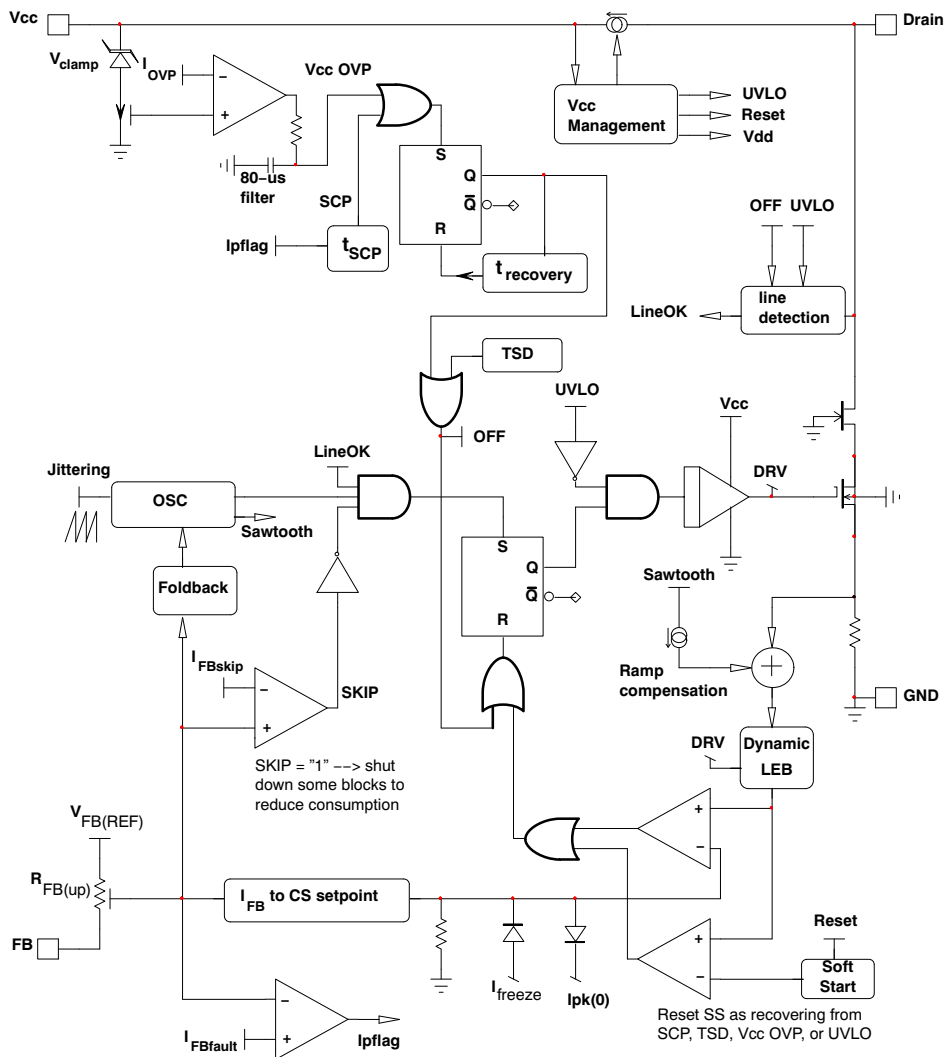 Vcc
Drain
Vclamp
IOVP
−
+
Vcc OVP
80−us
filter
SCP
Ipflag
tSCP
S
Q
Q
R
trecovery
Vcc
Management
UVLO
Reset
Vdd
OFF UVLO
LineOK
line
detection
TSD
OFF
UVLO
Vcc
DRV
LineOK
Jittering
OSC
Sawtooth
Foldback
S
Q
Q
R
IFBskip
−
+
SKIP
SKIP = ”1” −−> shut
down some blocks to
reduce consumption
Sawtooth
Ramp
compensation
+
GND
DRV
Dynamic
LEB
VFB(REF)
RFB(up)
FB
IFB to CS setpoint
+
−
Ifreeze
Ipk(0)
+
−
Reset
Soft
Start
Reset SS as recovering from
SCP, TSD, Vcc OVP, or UVLO
−
+
IFBfault
Ipflag